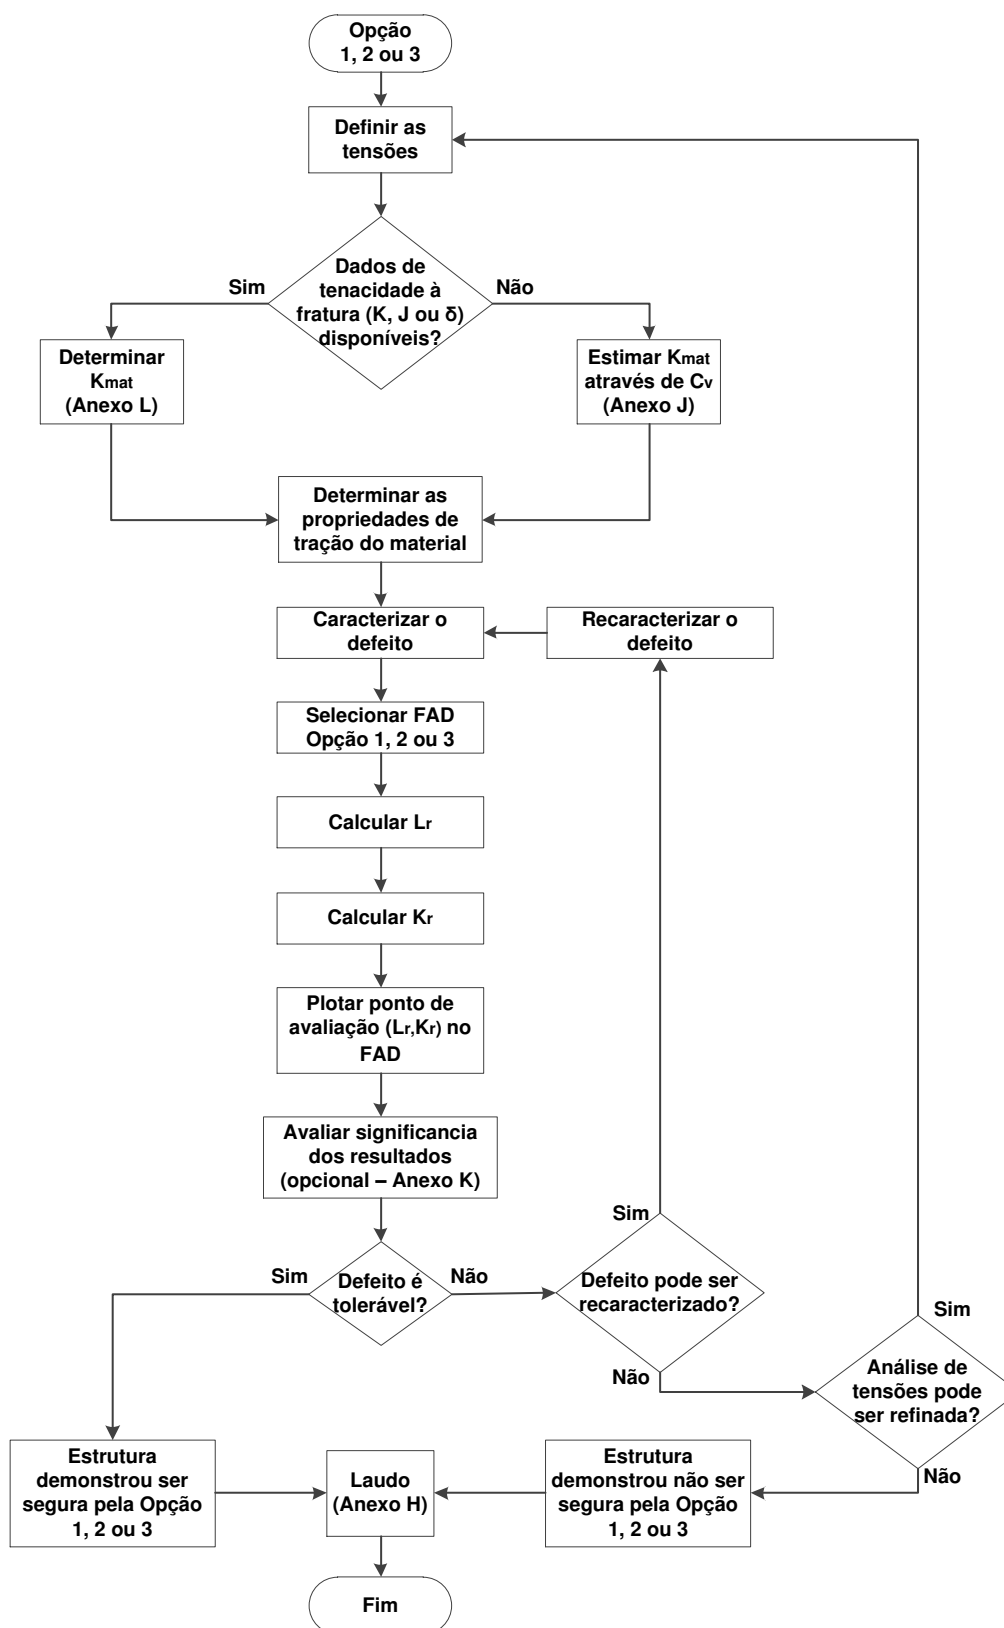 Opção
1, 2 ou 3
Definir as
tensões
Dados de
tenacidade à
fratura (K, J ou δ)
disponíveis?
Sim
Não
Determinar
Kmat
(Anexo L)
Estimar Kmat
através de Cv
(Anexo J)
Determinar as
propriedades de
tração do material
Caracterizar o
defeito
Recaracterizar o
defeito
Selecionar FAD
Opção 1, 2 ou 3
Calcular Lr
Calcular Kr
Plotar ponto de
avaliação (Lr,Kr) no
FAD
Avaliar significancia
dos resultados
(opcional – Anexo K)
Sim
Defeito é
tolerável?
Não
Sim
Defeito pode ser
recaracterizado?
Não
Sim
Análise de
tensões pode
ser refinada?
Não
Estrutura
demonstrou ser
segura pela Opção
1, 2 ou 3
Laudo
(Anexo H)
Estrutura
demonstrou não ser
segura pela Opção
1, 2 ou 3
Fim